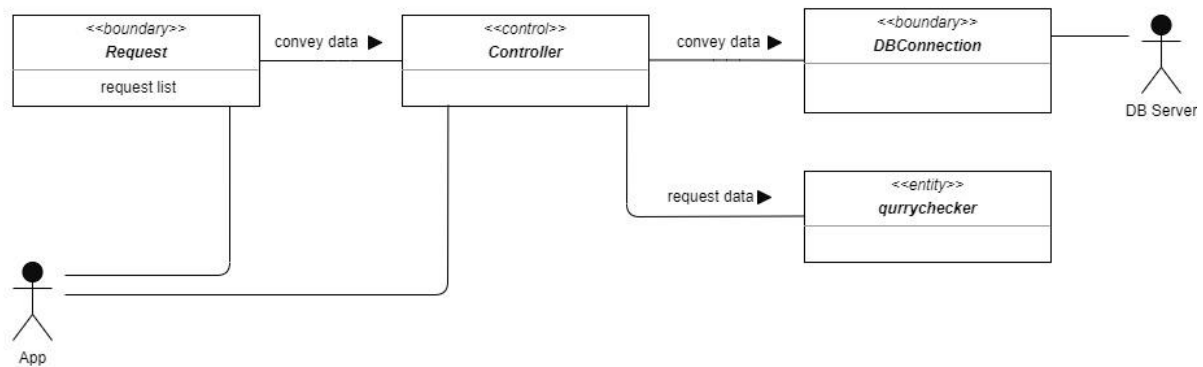 <<boundary>>
Request
request list
convey data
<<control>>
Controller
convey data
<<boundary>>
DBConnection
DB Server
request data
<<entity>>
qurrychecker
App